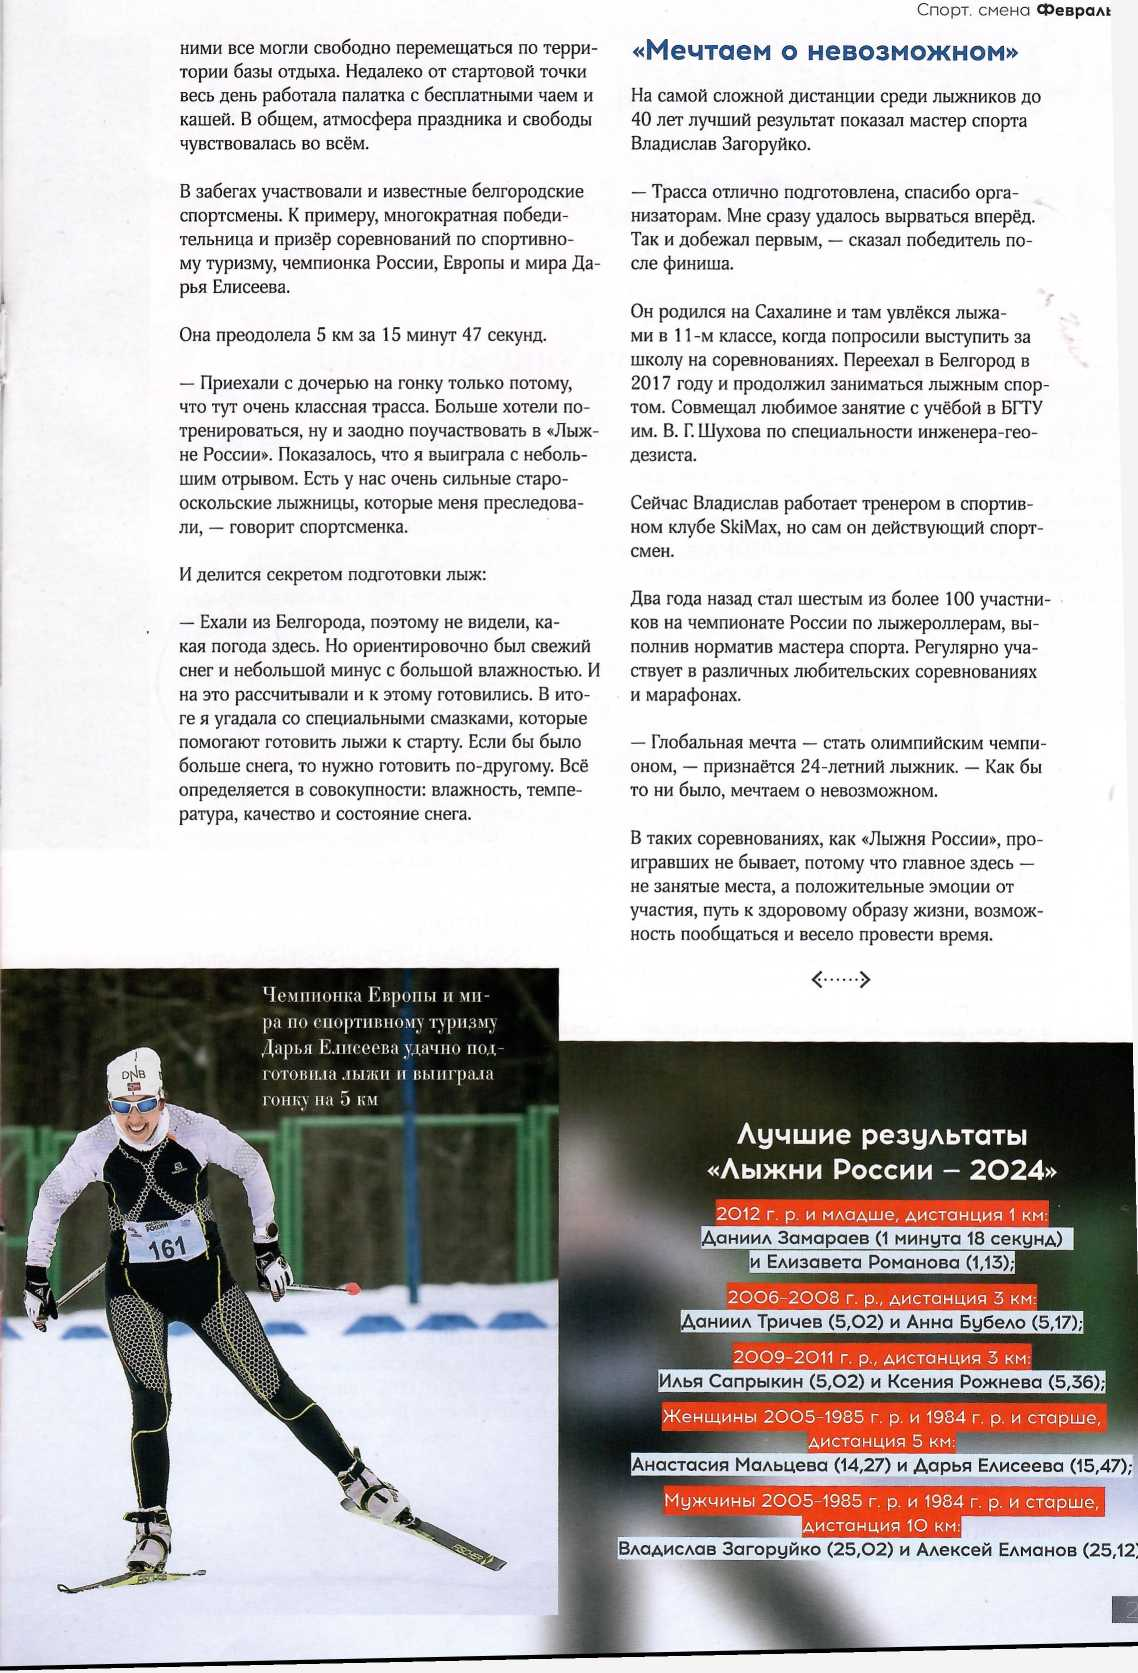 Спорт. смена Февраль
ними все могли свободно перемещаться по терри-
тории базы отдыха. Недалеко от стартовой точки
весь день работала палатка с бесплатными чаем и
кашей. В общем, атмосфера праздника и свободы
чувствовалась во всём.
В забегах участвовали и известные белгородские
спортсмены. К примеру, многократная победи-
тельница и призёр соревнований по спортивно-
му туризму, чемпионка России, Европы и мира Да-
рья Елисеева.
Она преодолела 5 км за 15 минут 47 секунд.
— Приехали с дочерью на гонку только потому,
что тут очень классная трасса. Больше хотели по-
тренироваться, ну и заодно поучаствовать в «Лыж-
не России». Показалось, что я выиграла с неболь-
шим отрывом. Есть у нас очень сильные старо-
оскольские лыжницы, которые меня преследова-
ли, — говорит спортсменка.
И делится секретом подготовки лыж:
— Ехали из Белгорода, поэтому не видели, ка-
кая погода здесь. Но ориентировочно был свежий
снег и небольшой минус с большой влажностью. И
на это рассчитывали и к этому готовились. В ито-
ге я угадала со специальными смазками, которые
помогают готовить лыжи к старту. Если бы было
больше снега, то нужно готовить по-другому. Всё
определяется в совокупности: влажность, темпе-
ратура, качество и состояние снега.
«Мечтаем о невозможном»
На самой сложной дистанции среди лыжников до
40 лет лучший результат показал мастер спорта
Владислав Загоруйко.
— Трасса отлично подготовлена, спасибо орга-
низаторам. Мне сразу удалось вырваться вперёд.
Так и добежал первым, — сказал победитель по-
сле финиша.
Он родился на Сахалине и там увлёкся лыжа-
ми в 11-м классе, когда попросили выступить за
школу на соревнованиях. Переехал в Белгород в
2017 году и продолжил заниматься лыжным спор-
том. Совмещал любимое занятие с учёбой в БГТУ
им. В. Г. Шухова по специальности инженера-гео-
дезиста.
Сейчас Владислав работает тренером в спортив-
ном клубе SkiMax, но сам он действующий спорт-
смен.
Два года назад стал шестым из более 100 участни-
ков на чемпионате России по лыжероллерам, вы-
полнив норматив мастера спорта. Регулярно уча-
ствует в различных любительских соревнованиях
и марафонах.
— Глобальная мечта — стать олимпийским чемпи-
оном, — признаётся 24-летний лыжник. — Как бы
то ни было, мечтаем о невозможном.
В таких соревнованиях, как «Лыжня России», про-
игравших не бывает, потому что главное здесь —
не занятые места, а положительные эмоции от
участия, путь к здоровому образу жизни, возмож-
ность пообщаться и весело провести время.
Чемпионка Европы и ми-
ра по спортивному туризму
Дарья Елисеева удачно под-
готовила лыжи и выиграла
гонку на 5 км
DNB
РОССИИ
161
FISCHER
Лучшие результаты
«Лыжни России – 2024»
2012 г. р. и младше, дистанция 1 км:
Даниил Замараев (1 минута 18 секунд)
и Елизавета Романова (1,13);
2006–2008 г. р., дистанция 3 км:
Даниил Тричев (5,02) и Анна Бубело (5,17);
2009–2011 г. р., дистанция 3 км:
Илья Сапрыкин (5,02) и Ксения Рожнева (5,36);
Женщины 2005–1985 г. р. и 1984 г. р. и старше,
дистанция 5 км:
Анастасия Мальцева (14,27) и Дарья Елисеева (15,47);
Мужчины 2005–1985 г. р. и 1984 г. р. и старше,
дистанция 10 км:
Владислав Загоруйко (25,02) и Алексей Елманов (25,12)
2